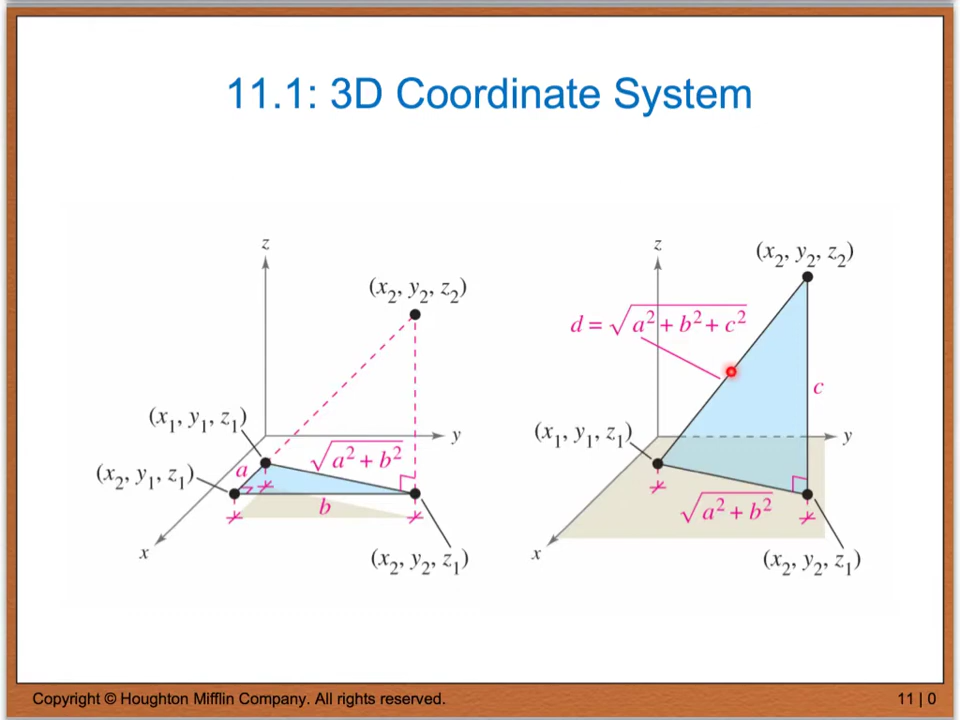 11.1: 3D Coordinate System
z
(x₂, y₂, z₂)
(x₁, y₁, z₁)
y
√a² + b²
(x₂, y₁, z₁)
a
b
x
(x₂, y₂, z₁)
z
(x₂, y₂, z₂)
d = √a² + b² + c²
c
(x₁, y₁, z₁)
y
√a² + b²
x
(x₂, y₂, z₁)
Copyright © Houghton Mifflin Company. All rights reserved.
11 | 0